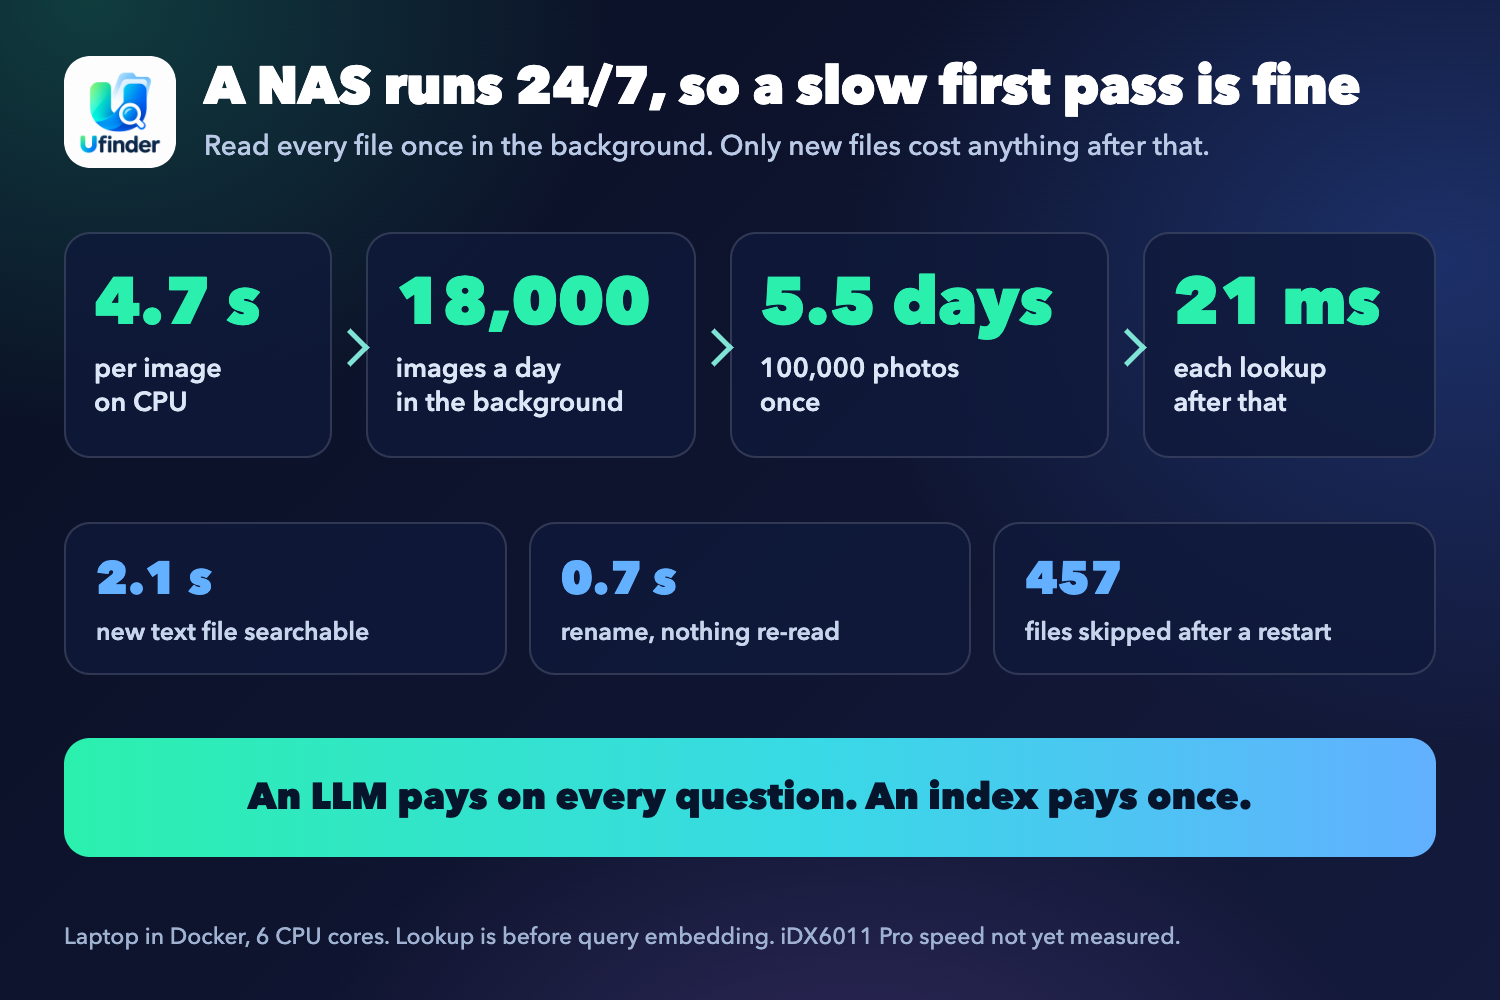 Ufinder
A NAS runs 24/7, so a slow first pass is fine
Read every file once in the background. Only new files cost anything after that.
4.7 s
per image
on CPU
18,000
images a day
in the background
5.5 days
100,000 photos
once
21 ms
each lookup
after that
2.1 s
new text file searchable
0.7 s
rename, nothing re-read
457
files skipped after a restart
An LLM pays on every question. An index pays once.
Laptop in Docker, 6 CPU cores. Lookup is before query embedding. iDX6011 Pro speed not yet measured.